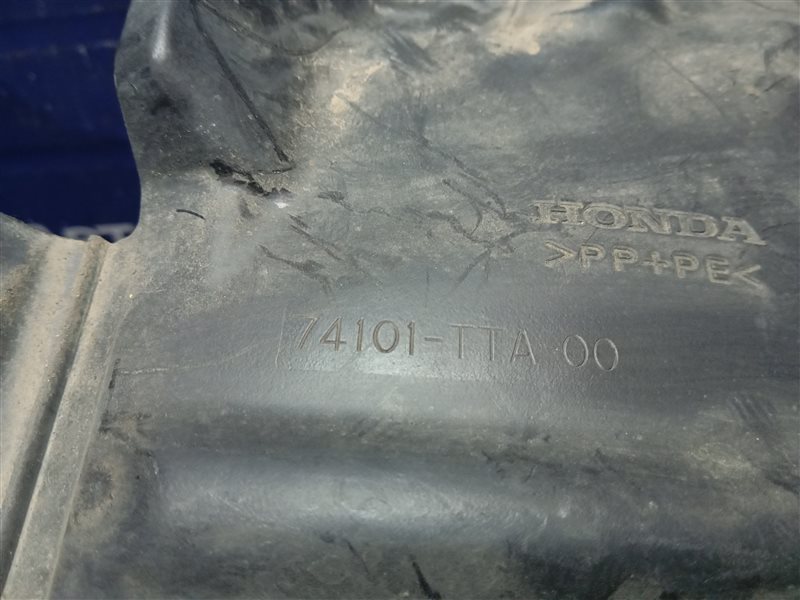 HONDA
>PP+PE<
74101-TTA 00